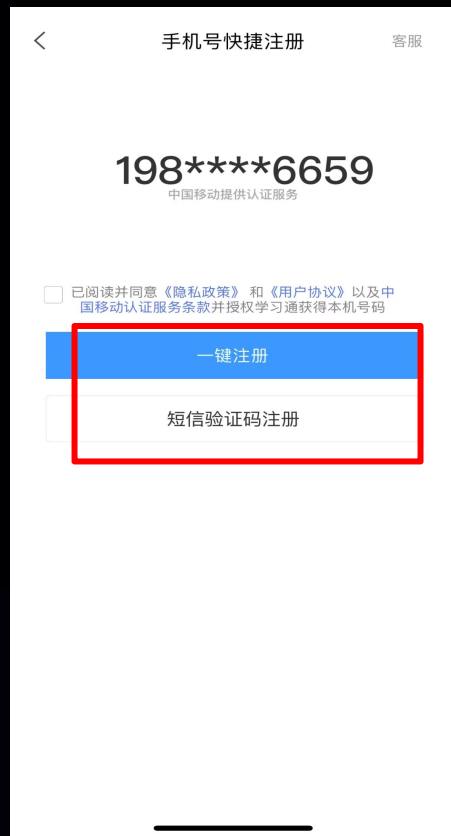 手机号快捷注册 客服
198****6659
中国移动提供认证服务
已阅读并同意《隐私政策》 和《用户协议》以及中
国移动认证服务条款并授权学习通获得本机号码
一键注册
短信验证码注册